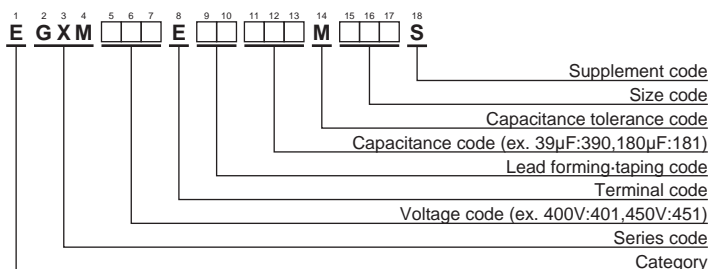 1 2 3 4 5 6 7 8 9 10 11 12 13 14 15 16 17 18
E G X M E M S
Supplement code
Size code
Capacitance tolerance code
Capacitance code (ex. 39µF:390,180µF:181)
Lead forming·taping code
Terminal code
Voltage code (ex. 400V:401,450V:451)
Series code
Category